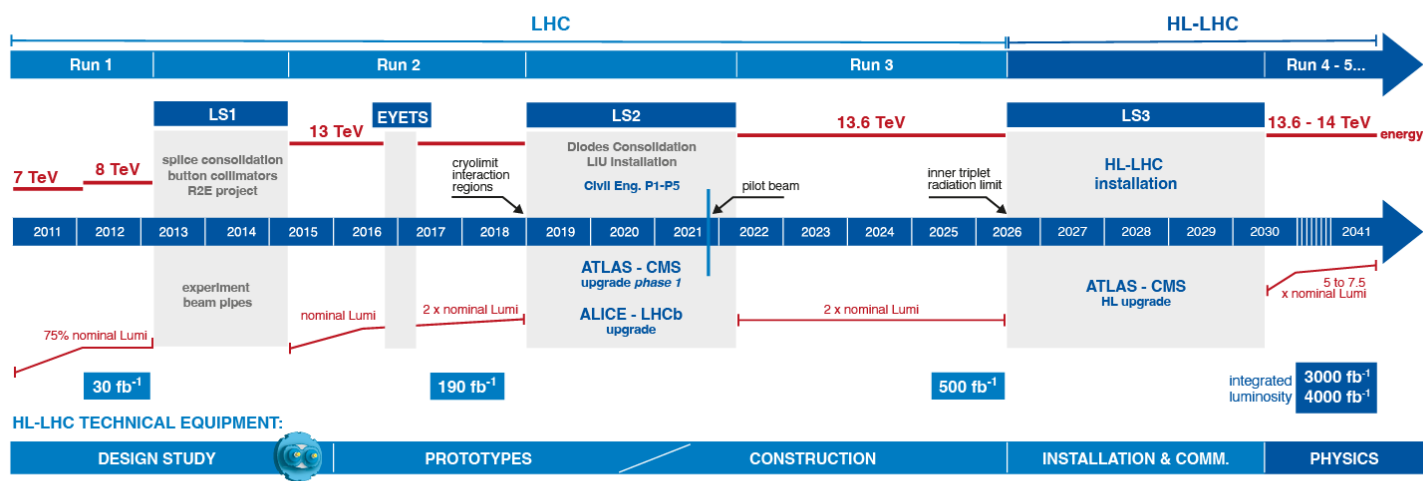 LHC
HL-LHC
Run 1
Run 2
Run 3
Run 4 - 5...
LS1
EYETS
LS2
LS3
7 TeV
8 TeV
13 TeV
13.6 TeV
13.6 - 14 TeV
energy
splice consolidation
button collimators
R2E project
cryolimit
interaction
regions
Diodes Consolidation
LIU Installation
Civil Eng. P1-P5
pilot beam
inner triplet
radiation limit
HL-LHC
installation
2011 2012 2013 2014 2015 2016 2017 2018 2019 2020 2021 2022 2023 2024 2025 2026 2027 2028 2029 2030 2041
experiment
beam pipes
ATLAS - CMS
upgrade phase 1
ALICE - LHCb
upgrade
ATLAS - CMS
HL upgrade
75% nominal Lumi
nominal Lumi
2 x nominal Lumi
2 x nominal Lumi
5 to 7.5
x nominal Lumi
30 fb⁻¹
190 fb⁻¹
500 fb⁻¹
integrated
luminosity
3000 fb⁻¹
4000 fb⁻¹
HL-LHC TECHNICAL EQUIPMENT:
DESIGN STUDY
PROTOTYPES
CONSTRUCTION
INSTALLATION & COMM.
PHYSICS